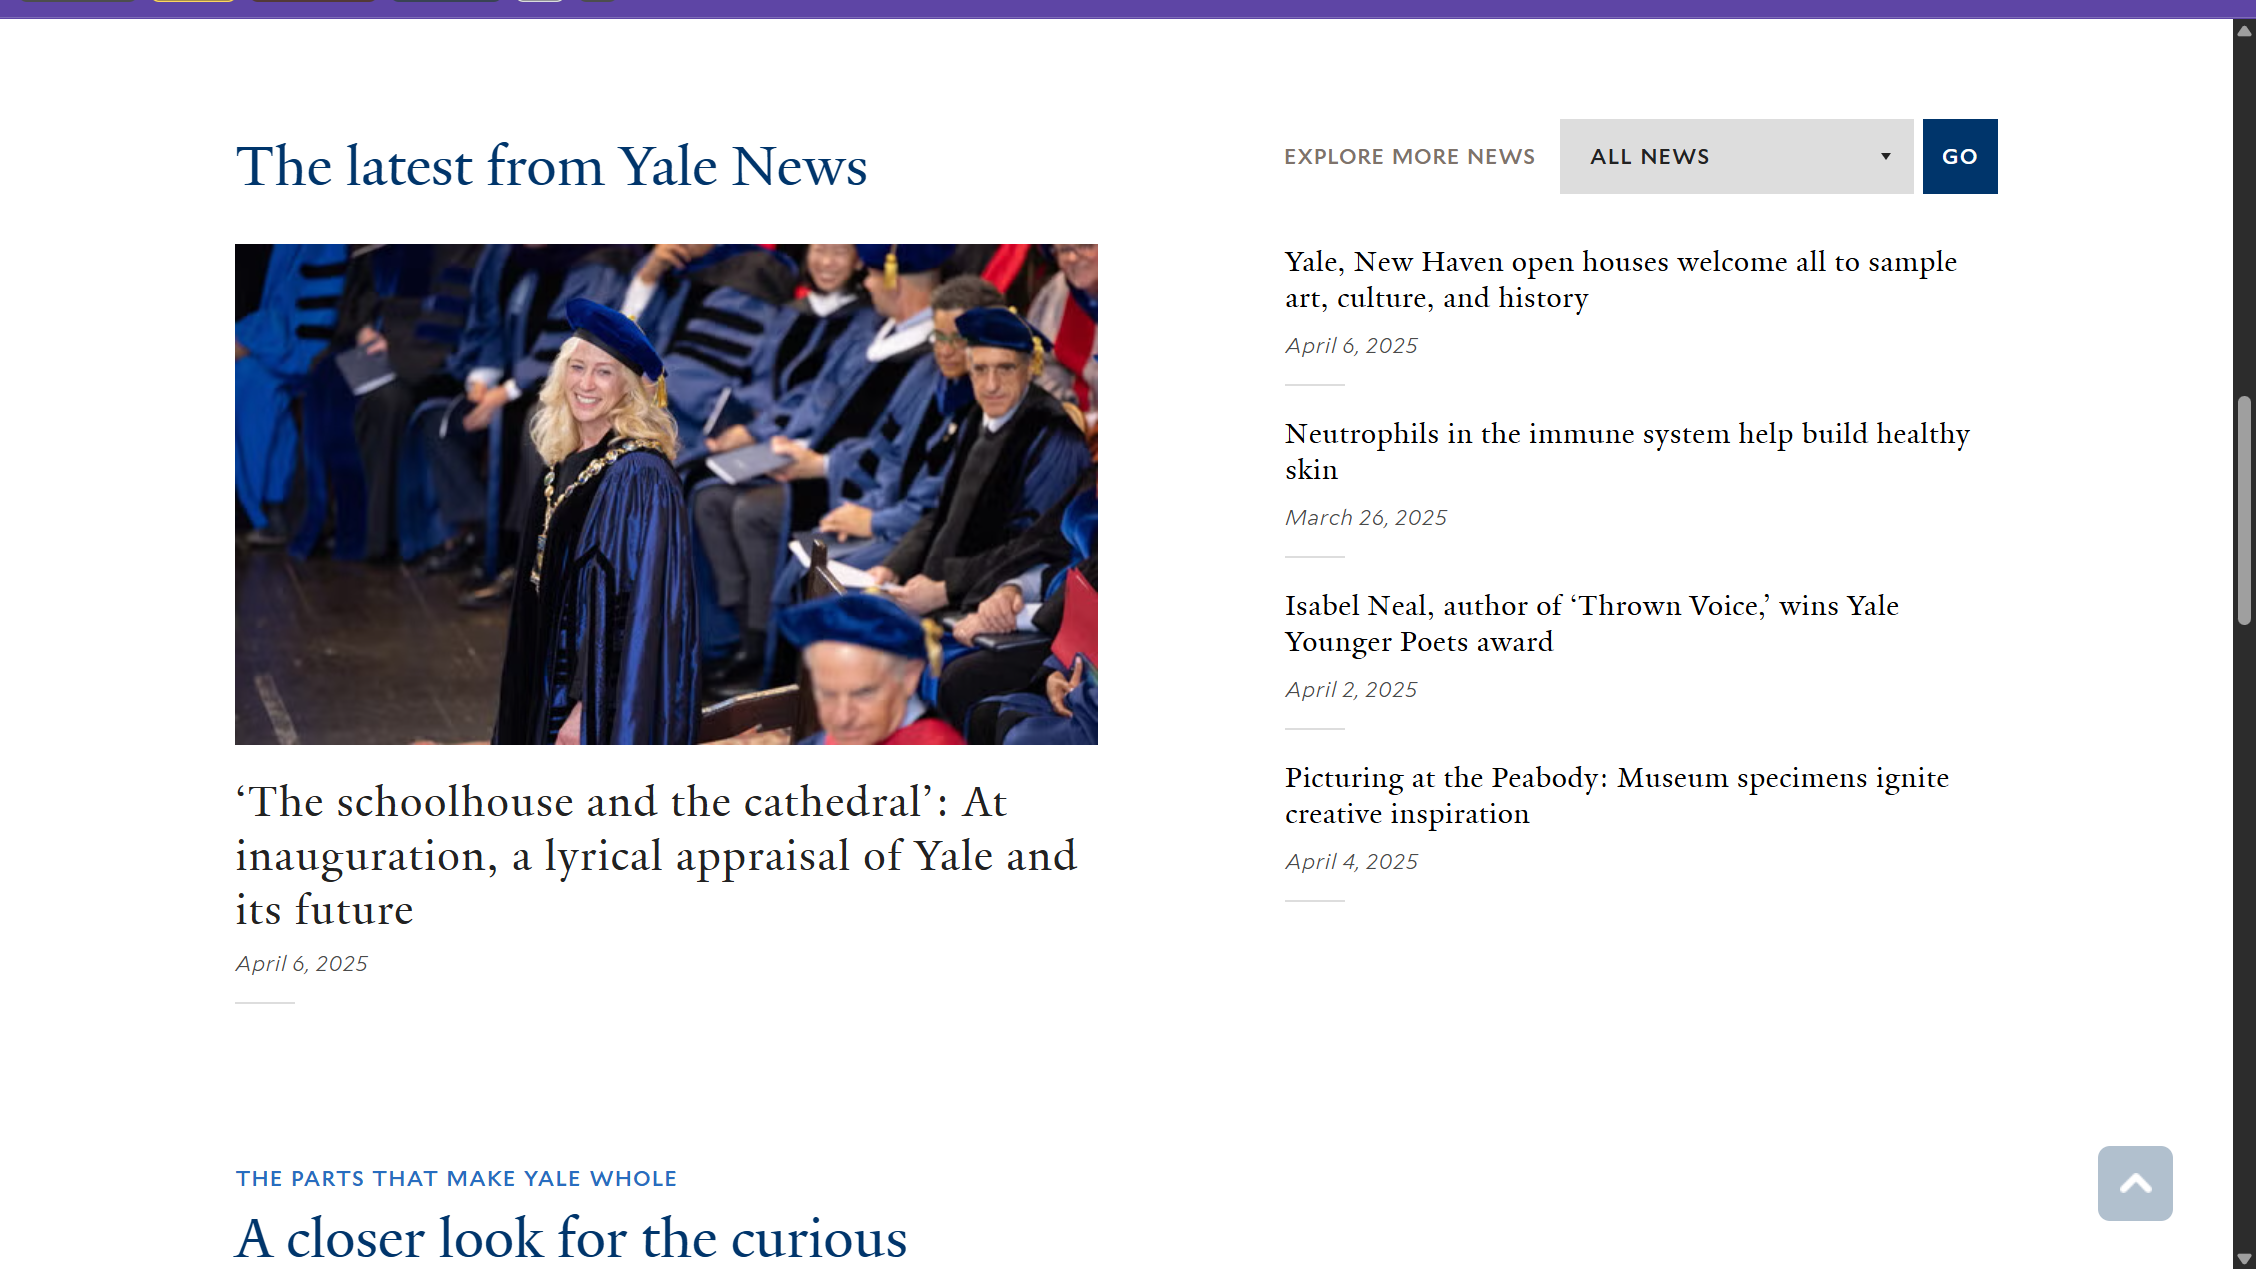 The latest from Yale News
EXPLORE MORE NEWS
ALL NEWS
GO
‘The schoolhouse and the cathedral’: At
inauguration, a lyrical appraisal of Yale and
its future
April 6, 2025
Yale, New Haven open houses welcome all to sample
art, culture, and history
April 6, 2025
Neutrophils in the immune system help build healthy
skin
March 26, 2025
Isabel Neal, author of ‘Thrown Voice,’ wins Yale
Younger Poets award
April 2, 2025
Picturing at the Peabody: Museum specimens ignite
creative inspiration
April 4, 2025
THE PARTS THAT MAKE YALE WHOLE
A closer look for the curious